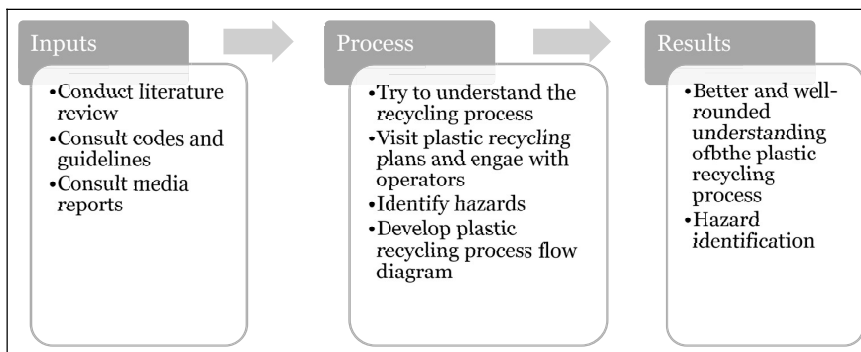 Inputs
•Conduct literature
review
•Consult codes and
guidelines
•Consult media
reports
Process
•Try to understand the
recycling process
•Visit plastic recycling
plans and engae with
operators
•Identify hazards
•Develop plastic
recycling process flow
diagram
Results
•Better and well-
rounded
understanding
ofbthe plastic
recycling
process
•Hazard
identification